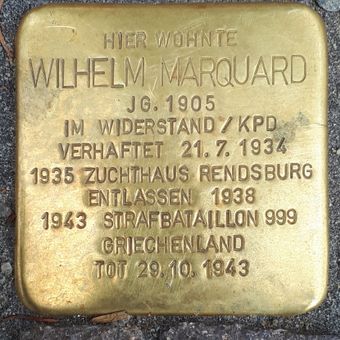 HIER WOHNTE
WILHELM MARQUARD
JG. 1905
IM WIDERSTAND / KPD
VERHAFTET 21. 7. 1934
1935 ZUCHTHAUS RENDSBURG
ENTLASSEN 1938
1943 STRAFBATAILLON 999
GRIECHENLAND
TOT 29. 10. 1943